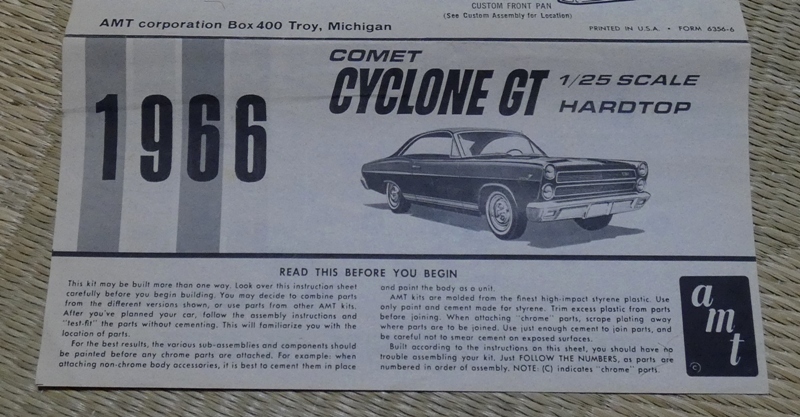 CUSTOM FRONT PAN
(See Custom Assembly for Location)
AMT corporation Box 400 Troy, Michigan
PRINTED IN U.S.A. • FORM 6356-6
1966
COMET
CYCLONE GT
1/25 SCALE
HARDTOP
READ THIS BEFORE YOU BEGIN
This kit may be built more than one way. Look over this instruction sheet
carefully before you begin building. You may decide to combine parts
from the different versions shown, or use parts from other AMT kits.
After you've planned your car, follow the assembly instructions and
"test-fit" the parts without cementing. This will familiarize you with the
location of parts.
For the best results, the various sub-assemblies and components should
be painted before any chrome parts are attached. For example: when
attaching non-chrome body accessories, it is best to cement them in place
and paint the body as a unit.
AMT kits are molded from the finest high-impact styrene plastic. Use
only paint and cement made for styrene. Trim excess plastic from parts
before joining. When attaching "chrome" parts, scrape plating away
where parts are to be joined. Use just enough cement to join parts, and
be careful not to smear cement on exposed surfaces.
Built according to the instructions on this sheet, you should have no
trouble assembling your kit. Just FOLLOW THE NUMBERS, as parts are
numbered in order of assembly. NOTE: (C) indicates "chrome" parts.
amt
©